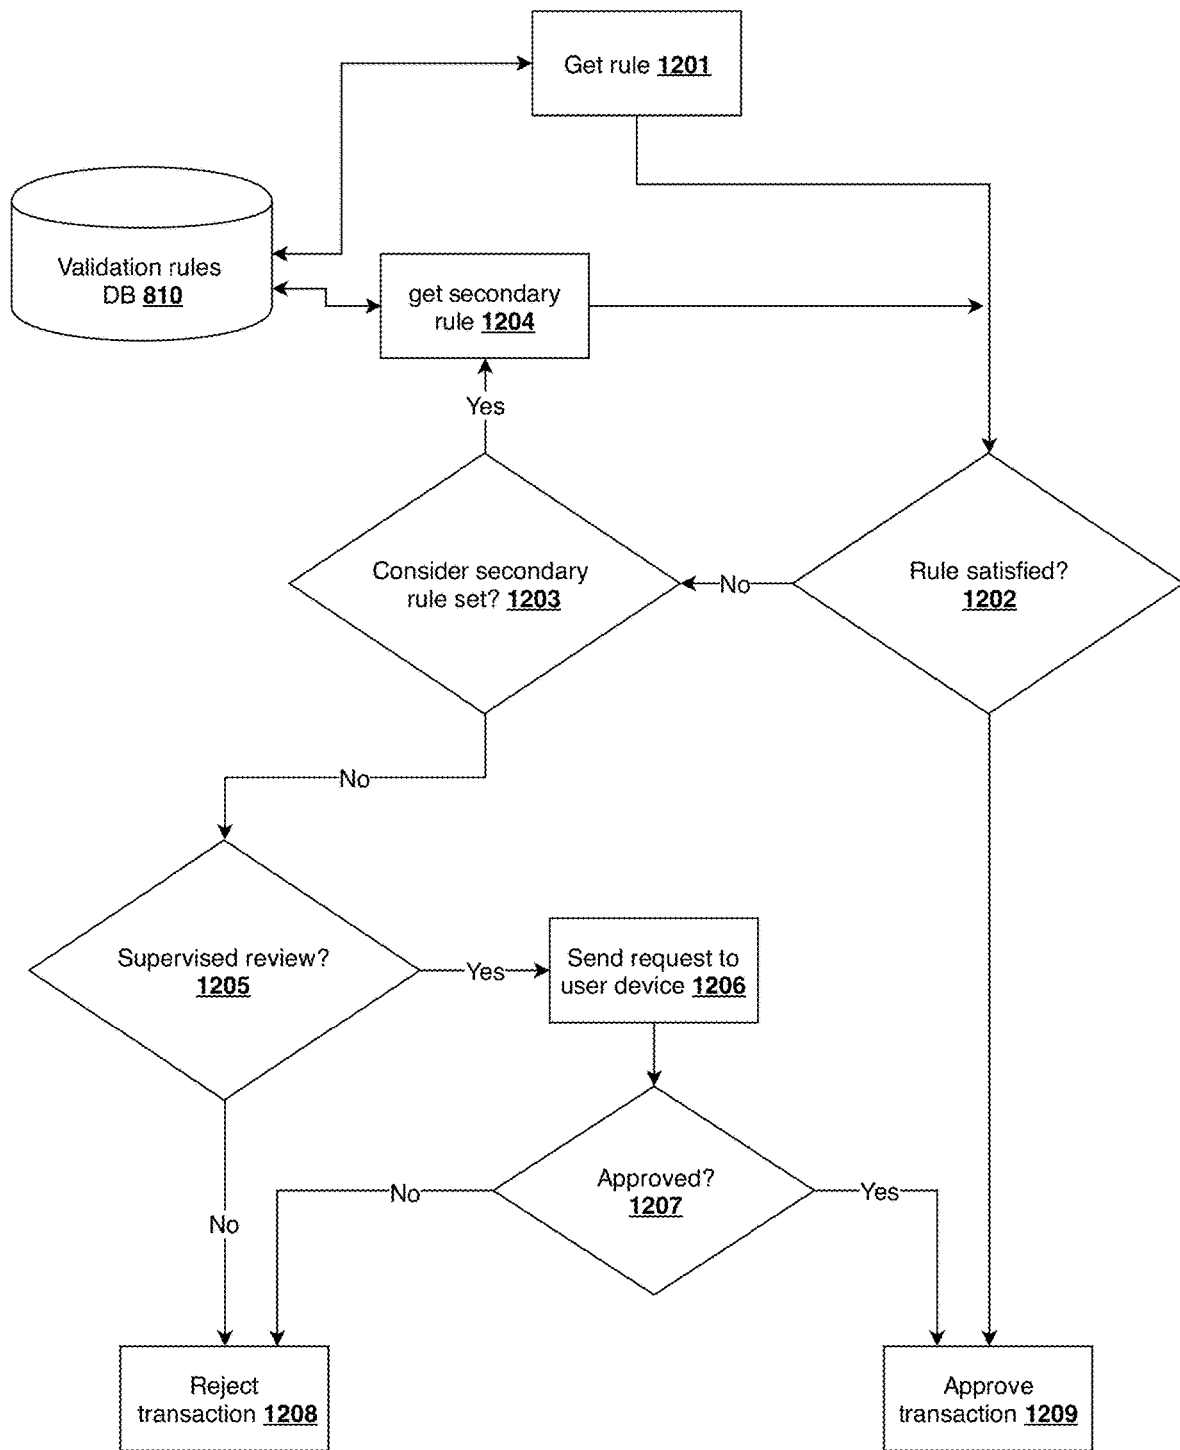 Get rule 1201
Validation rules
DB 810
get secondary
rule 1204
Yes
Consider secondary
rule set? 1203
No
Rule satisfied?
1202
No
Supervised review?
1205
Yes
Send request to
user device 1206
Approved?
1207
No
Yes
No
Reject
transaction 1208
Approve
transaction 1209